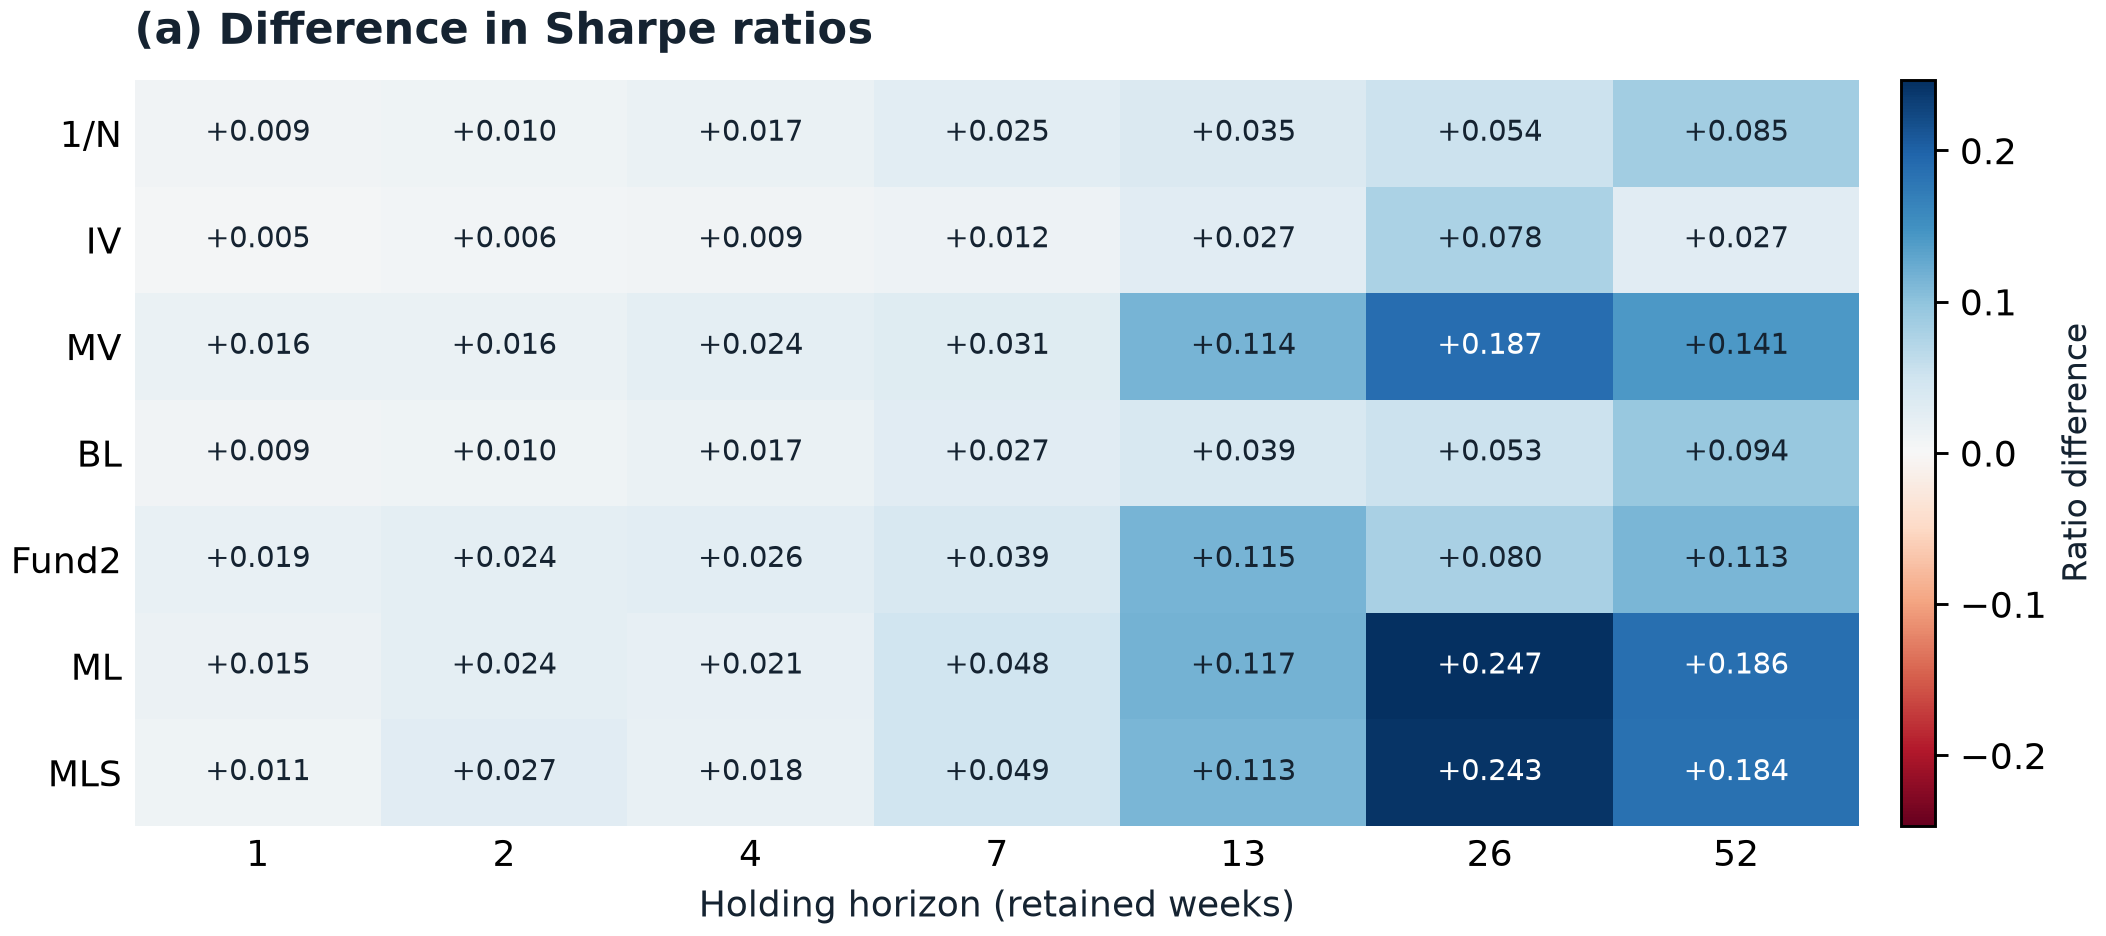 (a) Difference in Sharpe ratios
1/N +0.009 +0.010 +0.017 +0.025 +0.035 +0.054 +0.085
IV +0.005 +0.006 +0.009 +0.012 +0.027 +0.078 +0.027
MV +0.016 +0.016 +0.024 +0.031 +0.114 +0.187 +0.141
BL +0.009 +0.010 +0.017 +0.027 +0.039 +0.053 +0.094
Fund2 +0.019 +0.024 +0.026 +0.039 +0.115 +0.080 +0.113
ML +0.015 +0.024 +0.021 +0.048 +0.117 +0.247 +0.186
MLS +0.011 +0.027 +0.018 +0.049 +0.113 +0.243 +0.184
1 2 4 7 13 26 52
Holding horizon (retained weeks)
0.2
0.1
0.0
−0.1
−0.2
Ratio difference